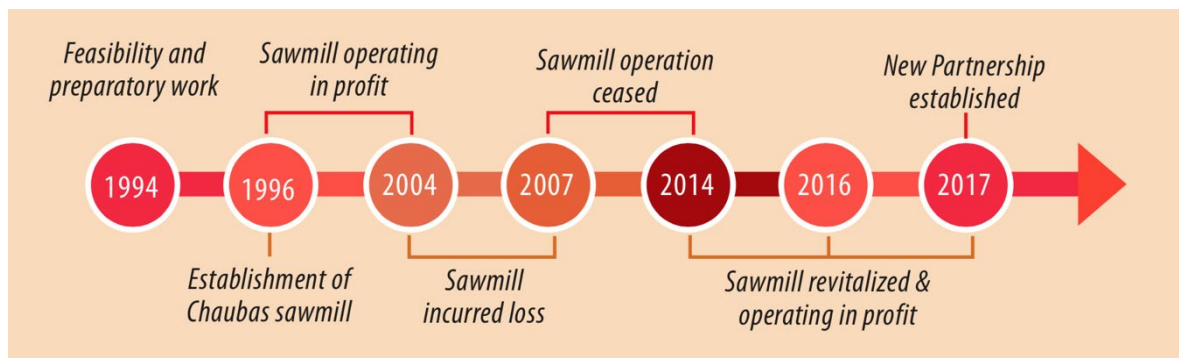 Feasibility and
preparatory work
Sawmill operating
in profit
Sawmill operation
ceased
New Partnership
established
1994
1996
2004
2007
2014
2016
2017
Establishment of
Chaubas sawmill
Sawmill
incurred loss
Sawmill revitalized &
operating in profit